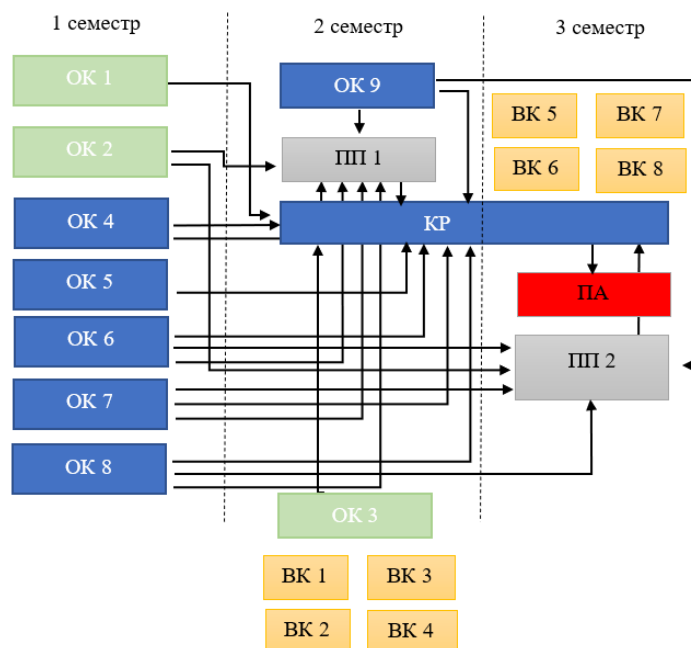 1 семестр
2 семестр
3 семестр
ОК 1
ОК 2
ОК 4
ОК 5
ОК 6
ОК 7
ОК 8
ОК 9
ПП 1
КР
ОК 3
ВК 1
ВК 3
ВК 2
ВК 4
ВК 5
ВК 7
ВК 6
ВК 8
ПА
ПП 2